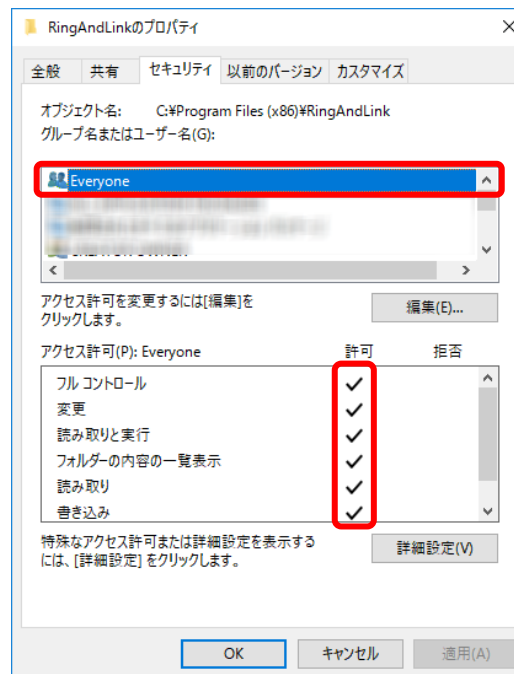 RingAndLinkのプロパティ
全般 共有 セキュリティ 以前のバージョン カスタマイズ
オブジェクト名: C:¥Program Files (x86)¥RingAndLink
グループ名またはユーザー名(G):
Everyone
アクセス許可を変更するには[編集]を
クリックします。
編集(E)...
アクセス許可(P): Everyone 許可 拒否
フル コントロール
変更
読み取りと実行
フォルダーの内容の一覧表示
読み取り
書き込み
特殊なアクセス許可または詳細設定を表示する
には、[詳細設定] をクリックします。
詳細設定(V)
OK キャンセル 適用(A)